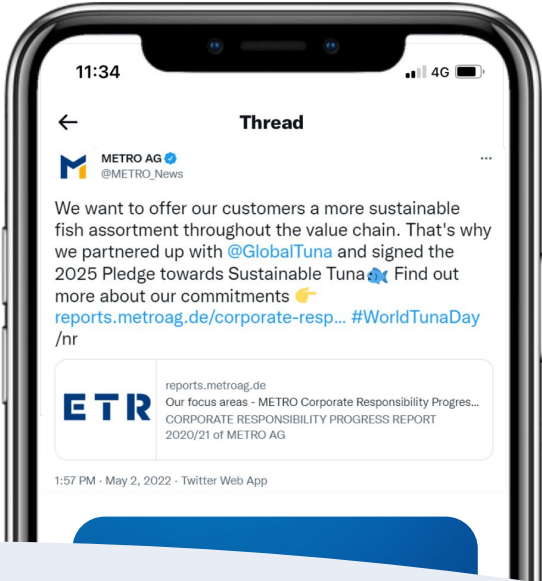 11:34
4G
Thread
METRO AG
@METRO_News
We want to offer our customers a more sustainable
fish assortment throughout the value chain. That's why
we partnered up with @GlobalTuna and signed the
2025 Pledge towards Sustainable Tuna🐟 Find out
more about our commitments 👉
reports.metroag.de/corporate-resp... #WorldTunaDay
/nr
ETR
reports.metroag.de
Our focus areas - METRO Corporate Responsibility Progres...
CORPORATE RESPONSIBILITY PROGRESS REPORT
2020/21 of METRO AG
1:57 PM · May 2, 2022 · Twitter Web App